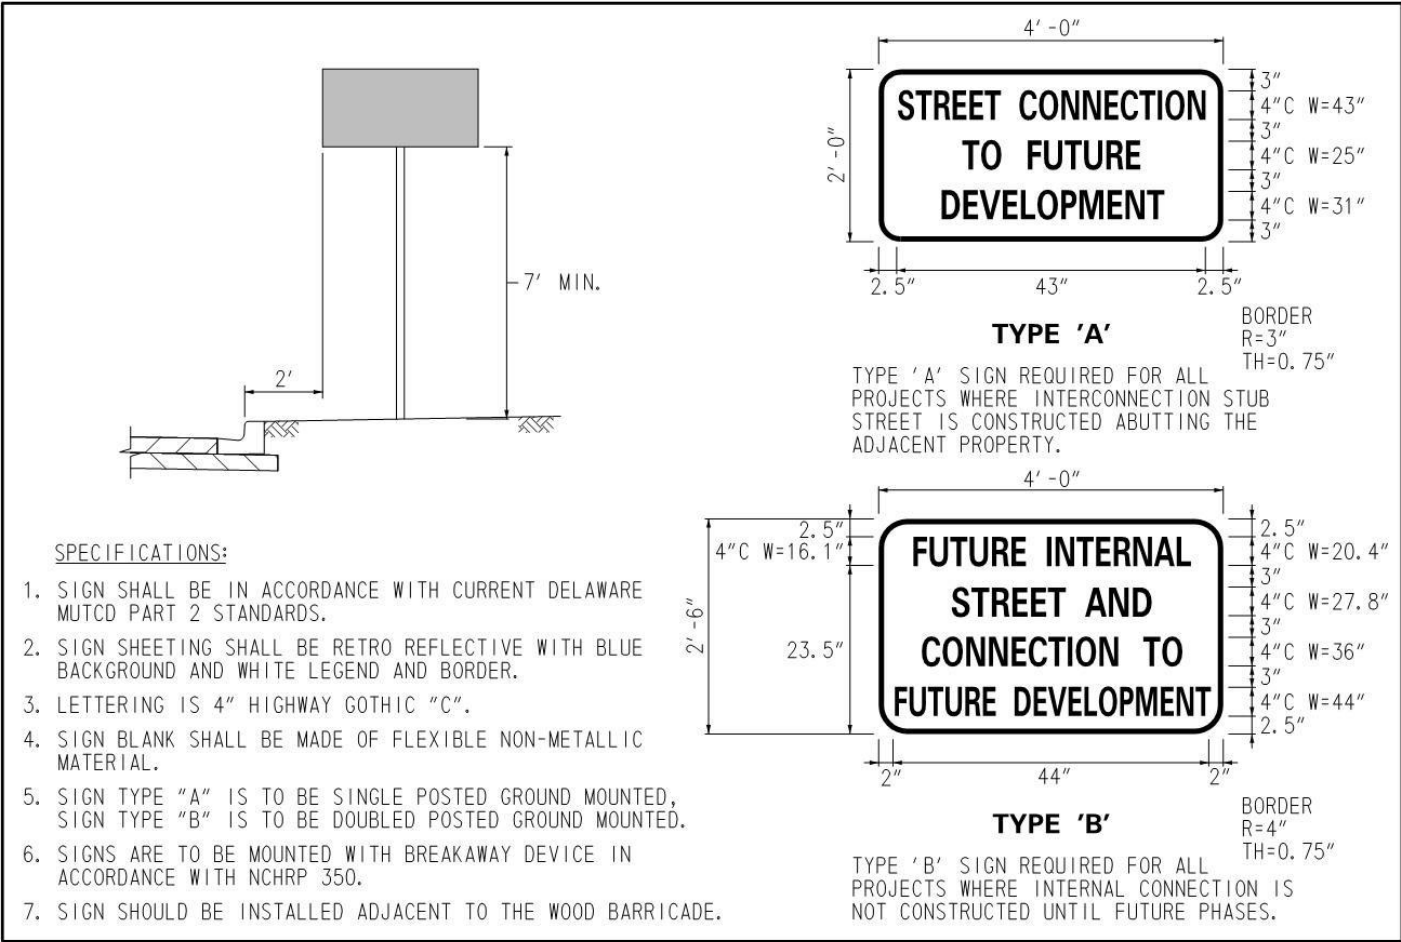 7' MIN.
2'
SPECIFICATIONS:
1. SIGN SHALL BE IN ACCORDANCE WITH CURRENT DELAWARE
MUTCD PART 2 STANDARDS.
2. SIGN SHEETING SHALL BE RETRO REFLECTIVE WITH BLUE
BACKGROUND AND WHITE LEGEND AND BORDER.
3. LETTERING IS 4" HIGHWAY GOTHIC "C".
4. SIGN BLANK SHALL BE MADE OF FLEXIBLE NON-METALLIC
MATERIAL.
5. SIGN TYPE "A" IS TO BE SINGLE POSTED GROUND MOUNTED,
SIGN TYPE "B" IS TO BE DOUBLED POSTED GROUND MOUNTED.
6. SIGNS ARE TO BE MOUNTED WITH BREAKAWAY DEVICE IN
ACCORDANCE WITH NCHRP 350.
7. SIGN SHOULD BE INSTALLED ADJACENT TO THE WOOD BARRICADE.
4'-0"
2'-0"
STREET CONNECTION
TO FUTURE
DEVELOPMENT
3"
4"C W=43"
3"
4"C W=25"
3"
4"C W=31"
3"
2.5" 43" 2.5"
TYPE 'A'
BORDER
R=3"
TH=0.75"
TYPE 'A' SIGN REQUIRED FOR ALL
PROJECTS WHERE INTERCONNECTION STUB
STREET IS CONSTRUCTED ABUTTING THE
ADJACENT PROPERTY.
4'-0"
2'-6"
2.5"
4"C W=16.1"
23.5"
FUTURE INTERNAL
STREET AND
CONNECTION TO
FUTURE DEVELOPMENT
2.5"
4"C W=20.4"
3"
4"C W=27.8"
3"
4"C W=36"
3"
4"C W=44"
2.5"
2" 44" 2"
TYPE 'B'
BORDER
R=4"
TH=0.75"
TYPE 'B' SIGN REQUIRED FOR ALL
PROJECTS WHERE INTERNAL CONNECTION IS
NOT CONSTRUCTED UNTIL FUTURE PHASES.